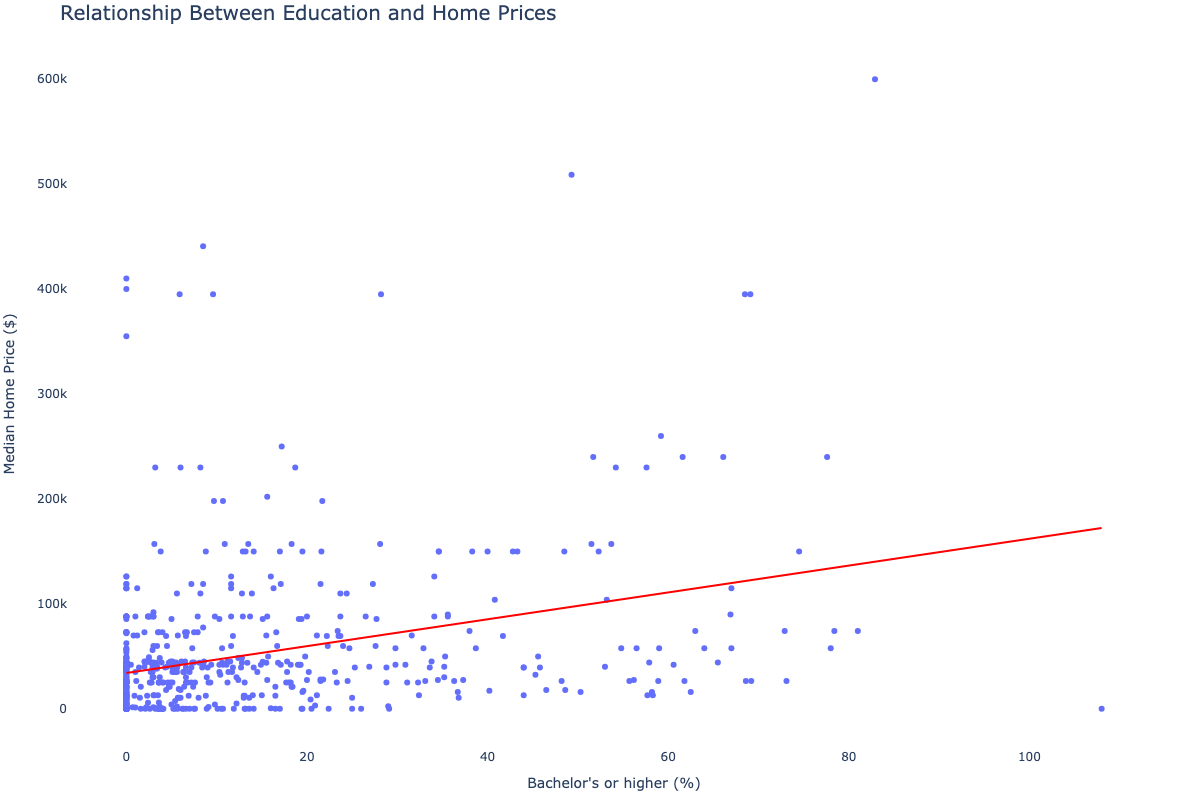 Relationship Between Education and Home Prices
600k
500k
400k
300k
200k
100k
0
Median Home Price ($)
0 20 40 60 80 100
Bachelor's or higher (%)